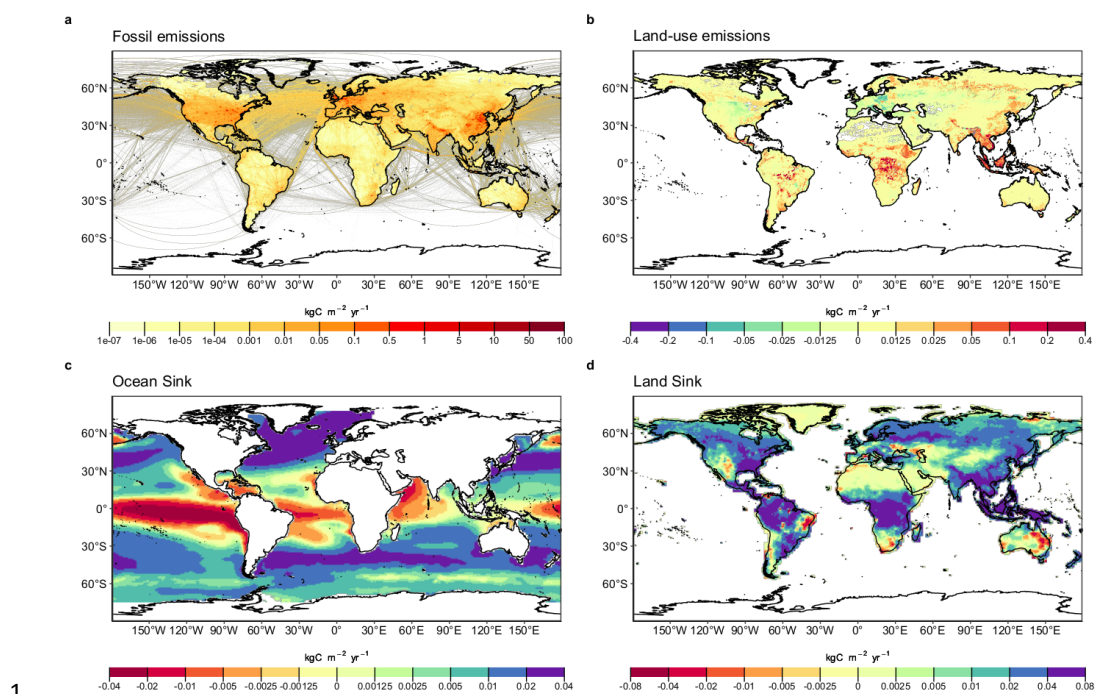 a
b
Fossil emissions
Land-use emissions
60°N
30°N
0°
30°S
60°S
60°N
30°N
0°
30°S
60°S
150°W 120°W 90°W 60°W 30°W 0° 30°E 60°E 90°E 120°E 150°E
150°W 120°W 90°W 60°W 30°W 0° 30°E 60°E 90°E 120°E 150°E
kgC m⁻² yr⁻¹
kgC m⁻² yr⁻¹
1e-07 1e-06 1e-05 1e-04 0.001 0.01 0.05 0.1 0.5 1 5 10 50 100
-0.4 -0.2 -0.1 -0.05 -0.025 -0.0125 0 0.0125 0.025 0.05 0.1 0.2 0.4
c
d
Ocean Sink
Land Sink
60°N
30°N
0°
30°S
60°S
60°N
30°N
0°
30°S
60°S
150°W 120°W 90°W 60°W 30°W 0° 30°E 60°E 90°E 120°E 150°E
150°W 120°W 90°W 60°W 30°W 0° 30°E 60°E 90°E 120°E 150°E
kgC m⁻² yr⁻¹
kgC m⁻² yr⁻¹
-0.04 -0.02 -0.01 -0.005 -0.0025 -0.00125 0 0.00125 0.0025 0.005 0.01 0.02 0.04
-0.08 -0.04 -0.02 -0.01 -0.005 -0.0025 0 0.0025 0.005 0.01 0.02 0.04 0.08
1